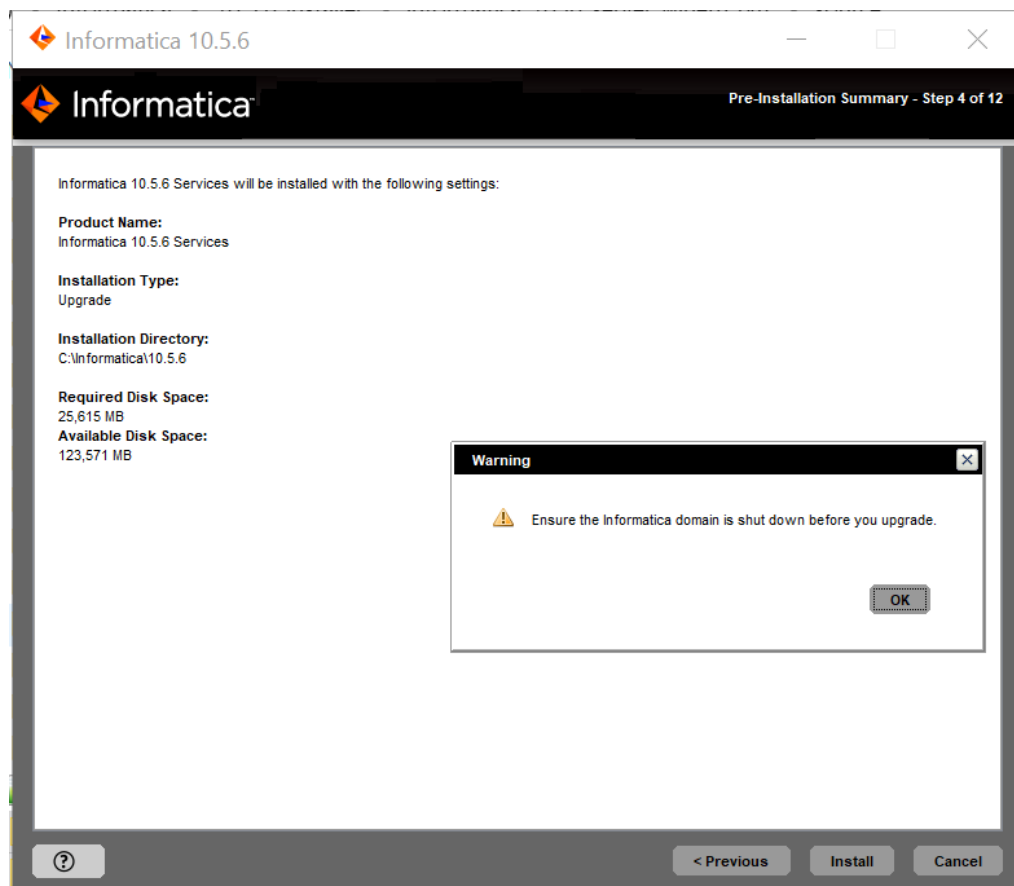 Informatica 10.5.6
Informatica
Pre-Installation Summary - Step 4 of 12
Informatica 10.5.6 Services will be installed with the following settings:
Product Name:
Informatica 10.5.6 Services
Installation Type:
Upgrade
Installation Directory:
C:\Informatica\10.5.6
Required Disk Space:
25,615 MB
Available Disk Space:
123,571 MB
Warning
Ensure the Informatica domain is shut down before you upgrade.
OK
?
< Previous
Install
Cancel